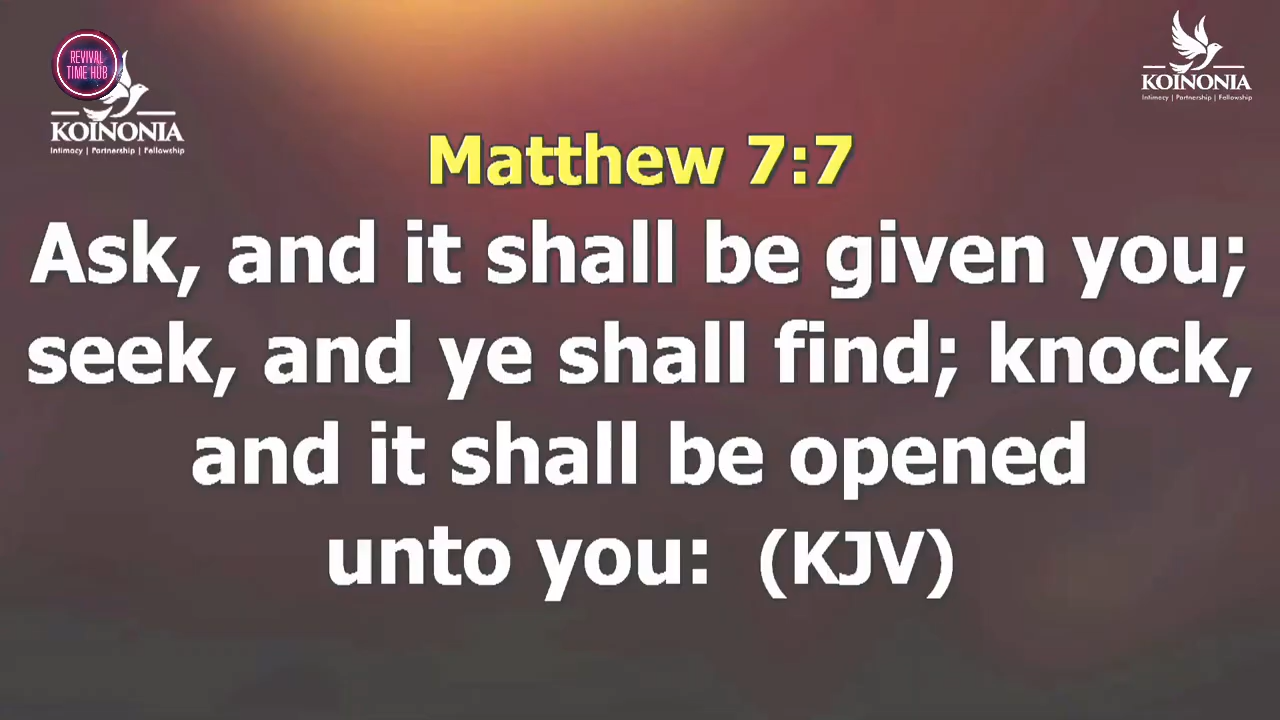 REVIVAL
TIME HUB
KOINONIA
Intimacy | Partnership | Fellowship
KOINONIA
Intimacy | Partnership | Fellowship
Matthew 7:7
Ask, and it shall be given you;
seek, and ye shall find; knock,
and it shall be opened
unto you: (KJV)